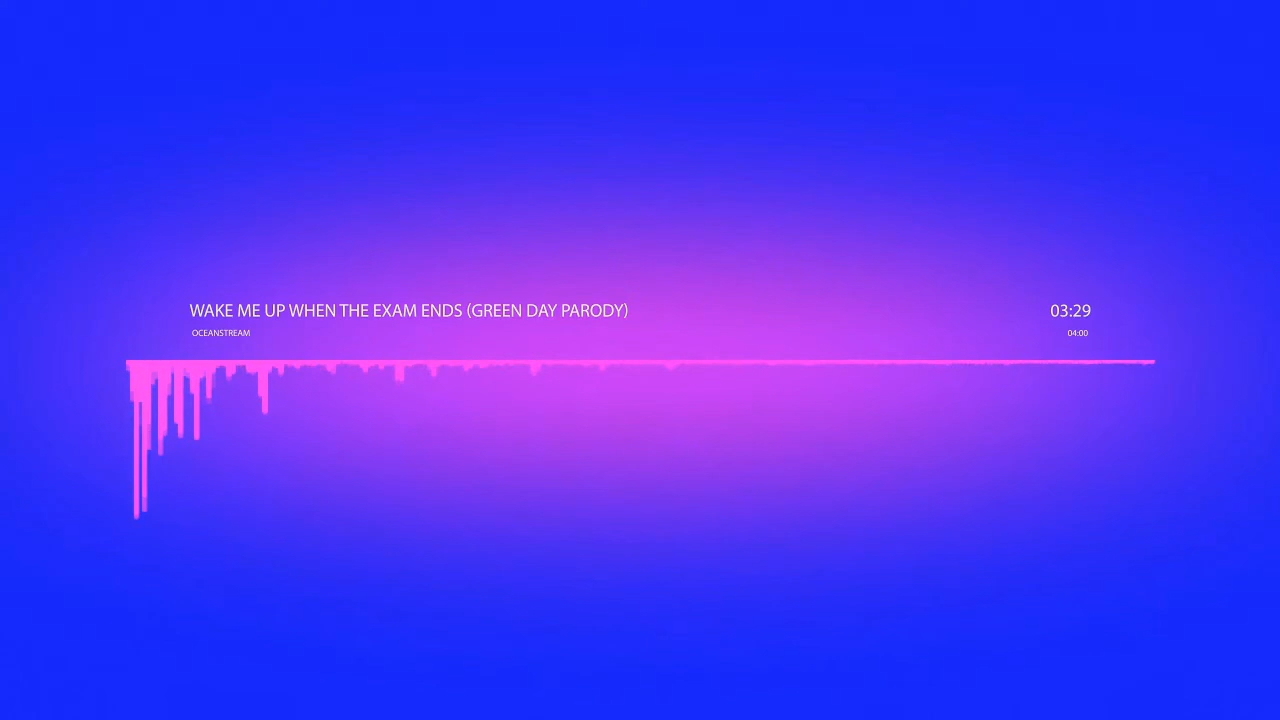 WAKE ME UP WHEN THE EXAM ENDS (GREEN DAY PARODY)
03:29
OCEANSTREAM
04:00